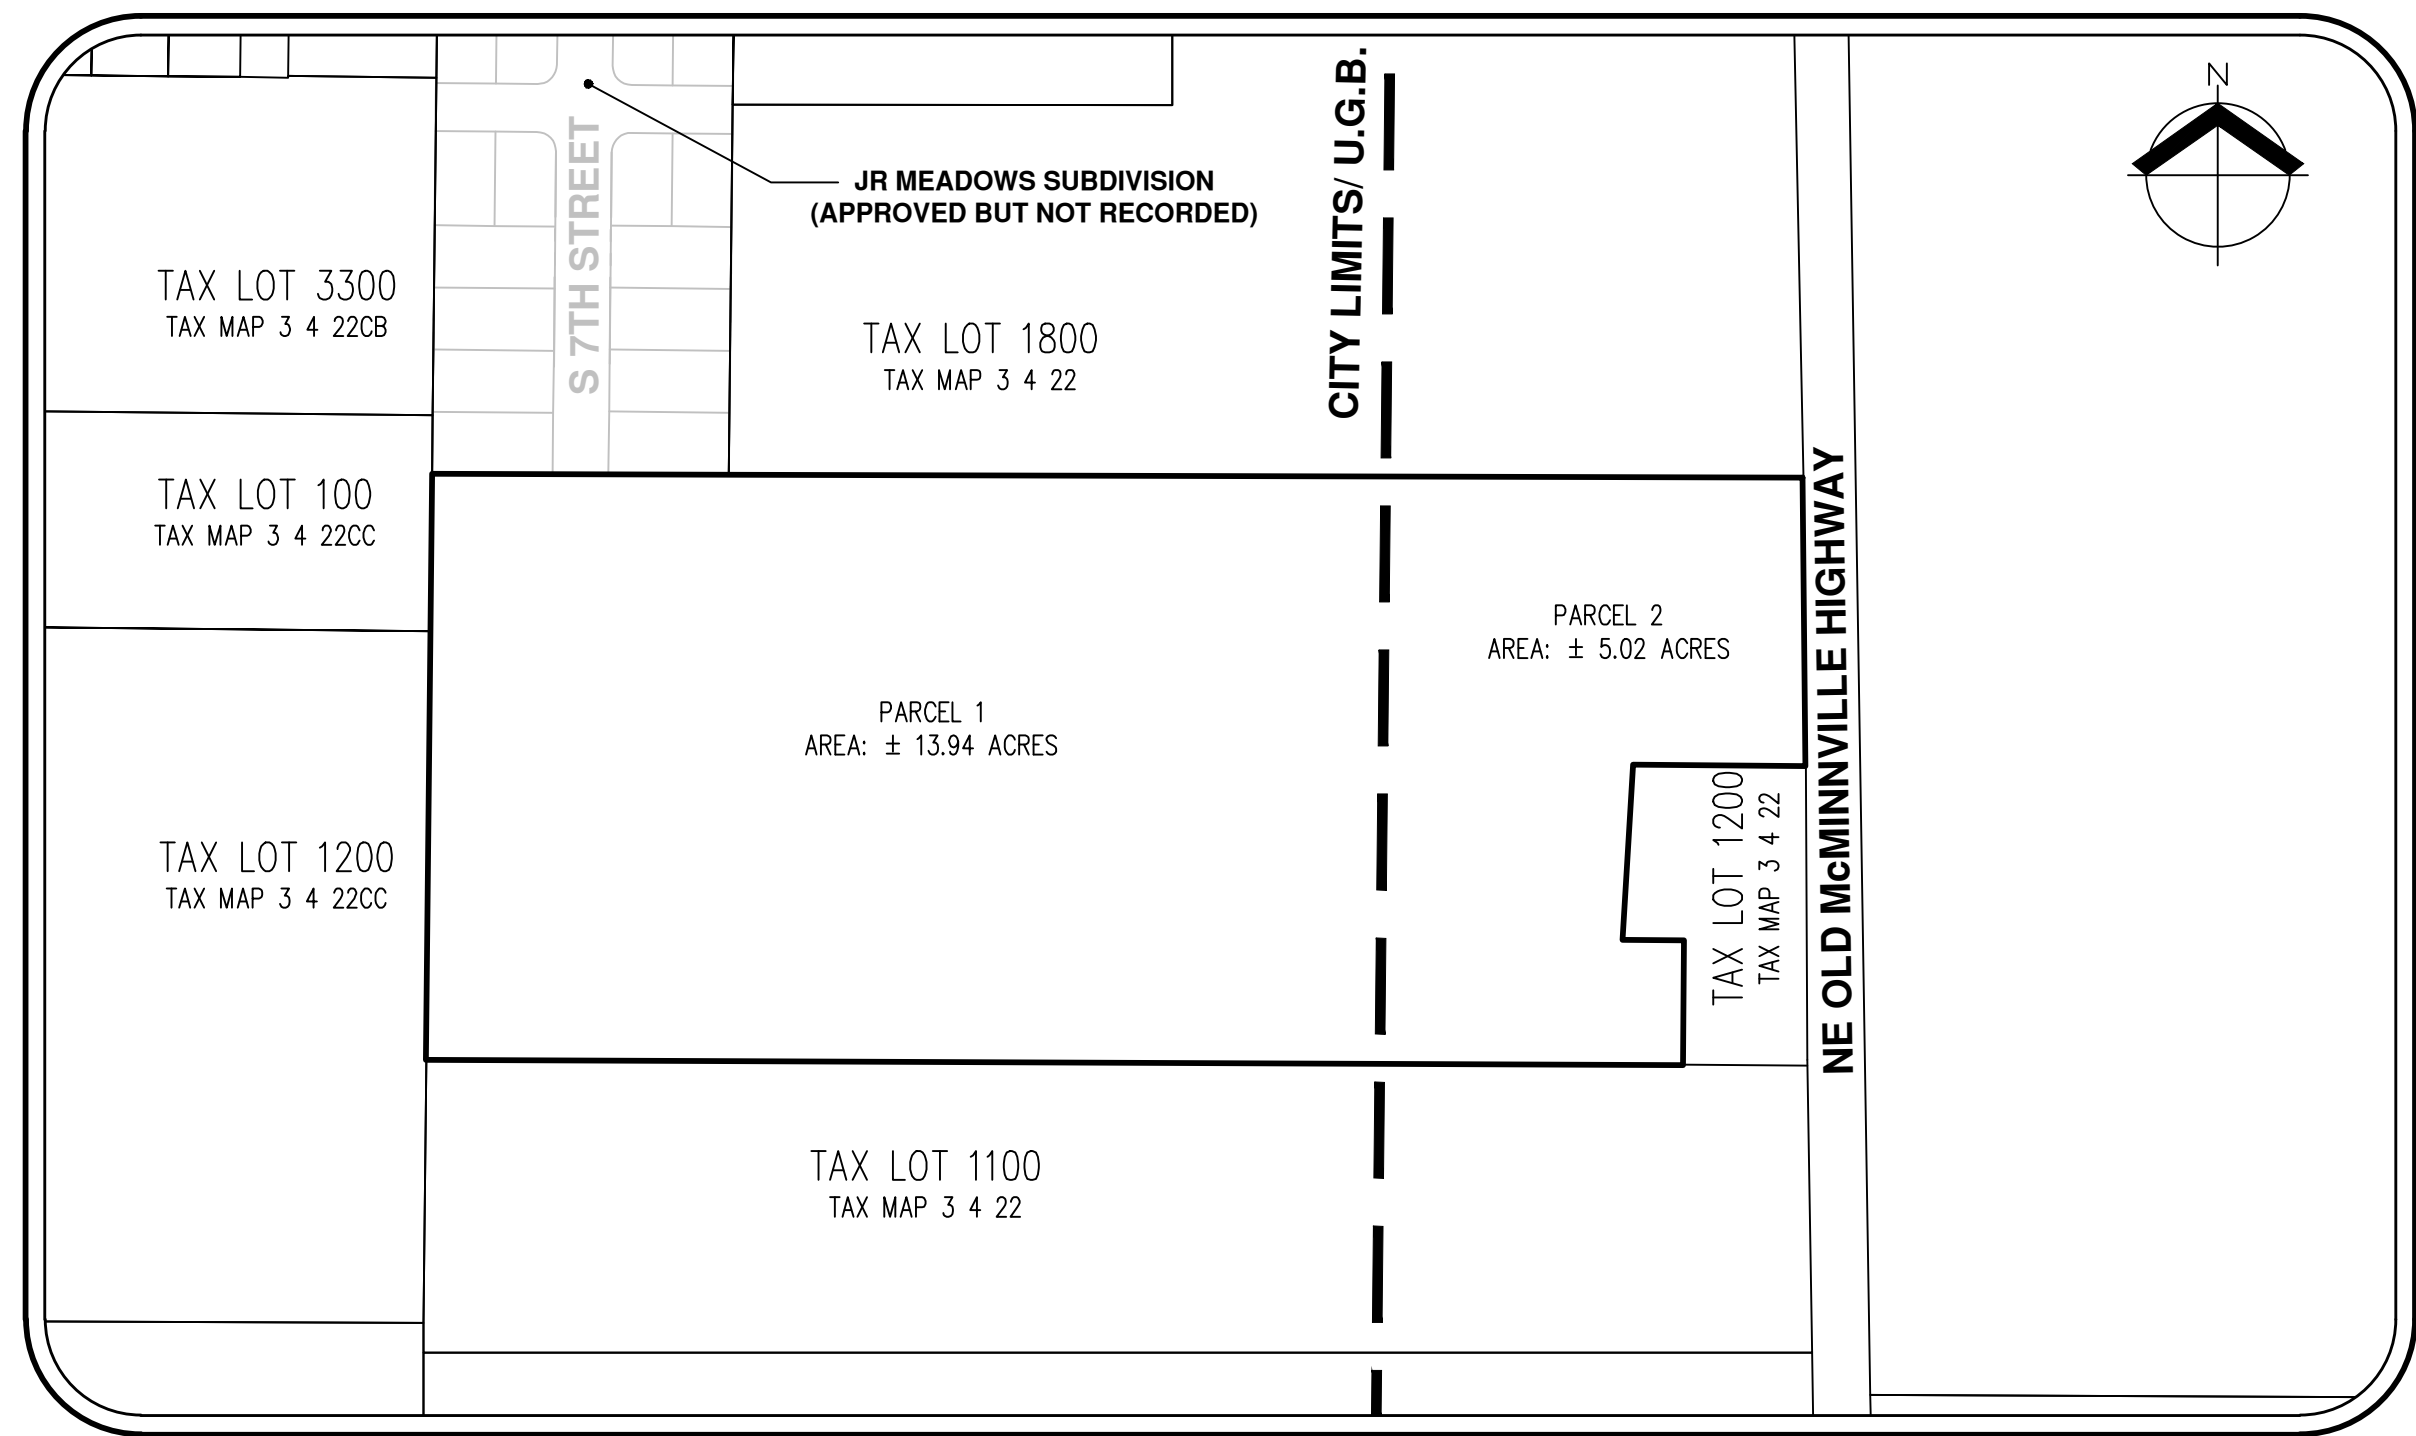 N
CITY LIMITS/ U.G.B.
S 7TH STREET
JR MEADOWS SUBDIVISION
(APPROVED BUT NOT RECORDED)
TAX LOT 3300
TAX MAP 3 4 22CB
TAX LOT 1800
TAX MAP 3 4 22
TAX LOT 100
TAX MAP 3 4 22CC
NE OLD McMINNVILLE HIGHWAY
PARCEL 2
AREA: ± 5.02 ACRES
PARCEL 1
AREA: ± 13.94 ACRES
TAX LOT 1200
TAX MAP 3 4 22
TAX LOT 1200
TAX MAP 3 4 22CC
TAX LOT 1100
TAX MAP 3 4 22